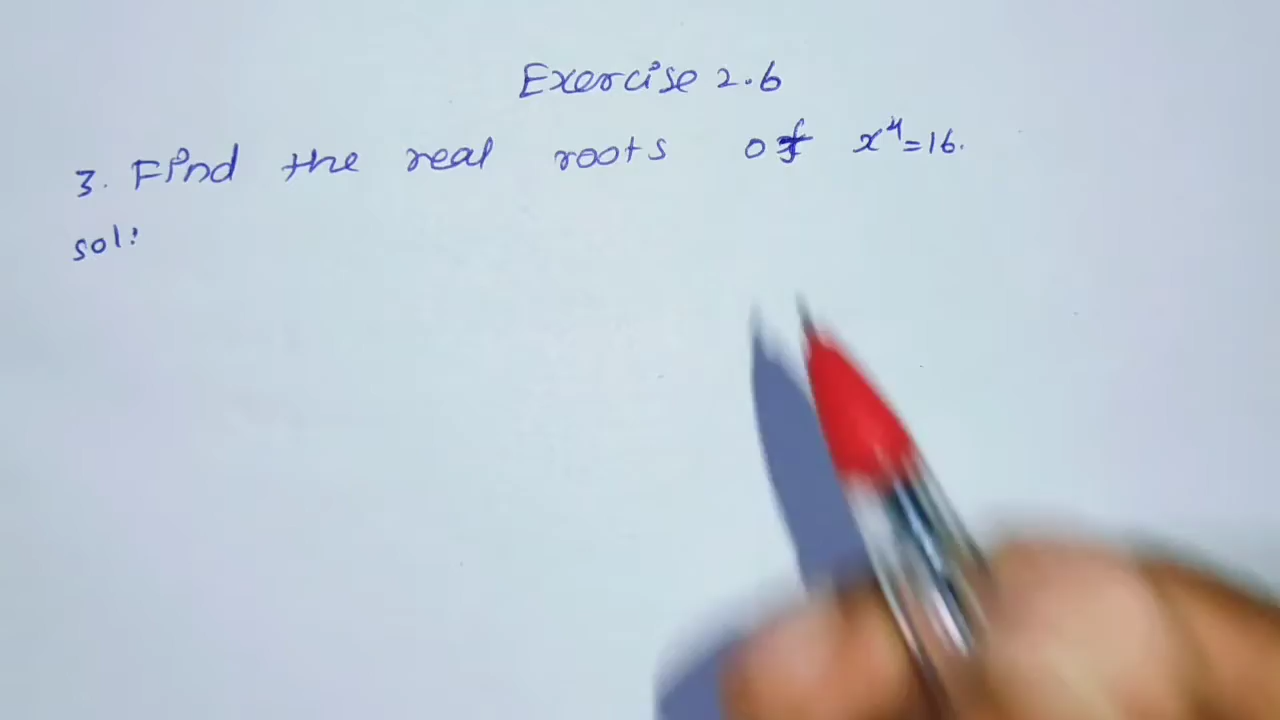 Exercise 2.6
3. Find the real roots of x⁴=16.
sol: